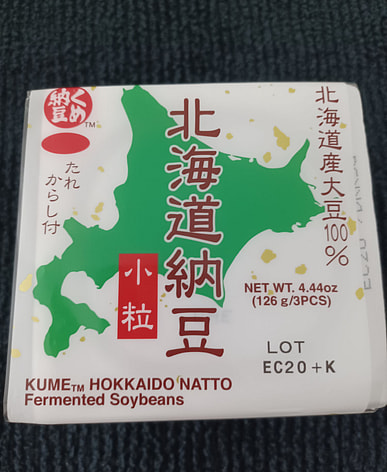 くめ
納豆
TM
北海道納豆
小粒
北海道産大豆100%
たれ
からし付
NET WT. 4.44oz
(126 g/3PCS)
LOT
EC20+K
KUME TM HOKKAIDO NATTO
Fermented Soybeans